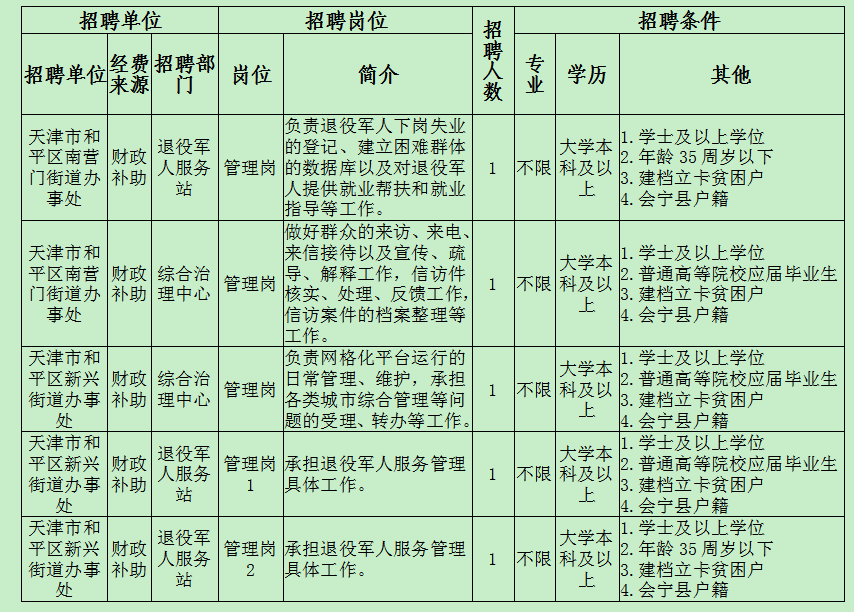 招聘单位
招聘岗位
招聘人数
招聘条件
招聘单位
经费
来源
招聘部
门
岗位
简介
专业
学历
其他
天津市和
平区南营
门街道办
事处
财政
补助
退役军
人服务
站
管理岗
负责退役军人下岗失业
的登记、建立困难群体
的数据库以及对退役军
人提供就业帮扶和就业
指导等工作。
1
不限
大学本
科及以
上
1.学士及以上学位
2.年龄35周岁以下
3.建档立卡贫困户
4.会宁县户籍
天津市和
平区南营
门街道办
事处
财政
补助
综合治
理中心
管理岗
做好群众的来访、来电、
来信接待以及宣传、疏
导、解释工作，信访件
核实、处理、反馈工作，
信访案件的档案整理等
工作。
1
不限
大学本
科及以
上
1.学士及以上学位
2.普通高等院校应届毕业生
3.建档立卡贫困户
4.会宁县户籍
天津市和
平区新兴
街道办事
处
财政
补助
综合治
理中心
管理岗
负责网格化平台运行的
日常管理、维护，承担
各类城市综合管理等问
题的受理、转办等工作。
1
不限
大学本
科及以
上
1.学士及以上学位
2.普通高等院校应届毕业生
3.建档立卡贫困户
4.会宁县户籍
天津市和
平区新兴
街道办事
处
财政
补助
退役军
人服务
站
管理岗
1
承担退役军人服务管理
具体工作。
1
不限
大学本
科及以
上
1.学士及以上学位
2.普通高等院校应届毕业生
3.建档立卡贫困户
4.会宁县户籍
天津市和
平区新兴
街道办事
处
财政
补助
退役军
人服务
站
管理岗
2
承担退役军人服务管理
具体工作。
1
不限
大学本
科及以
上
1.学士及以上学位
2.年龄35周岁以下
3.建档立卡贫困户
4.会宁县户籍